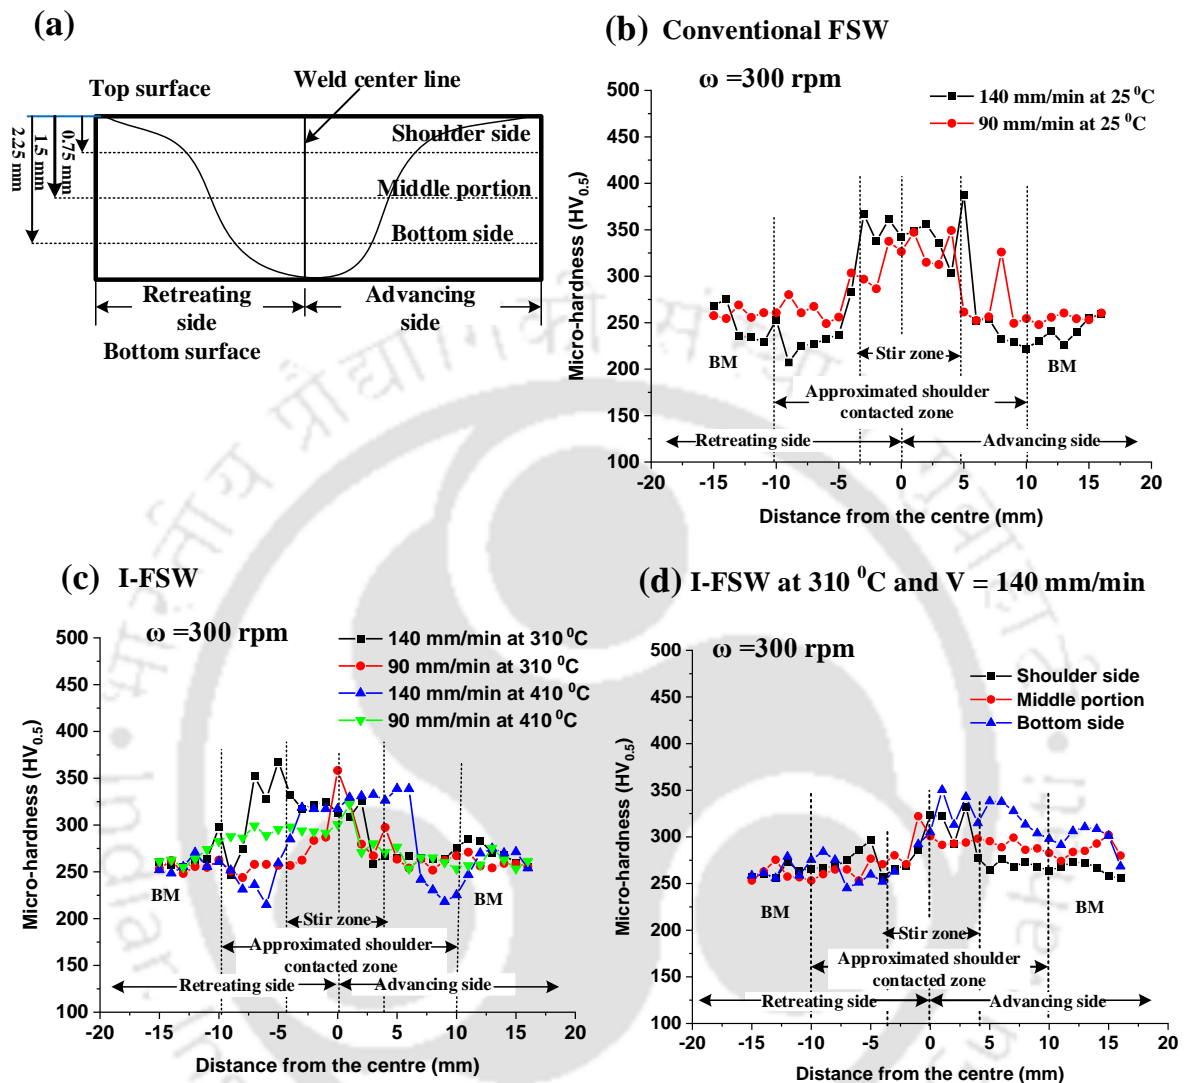 (a)
Top surface
Weld center line
Shoulder side
Middle portion
Bottom side
0.75 mm
1.5 mm
2.25 mm
Retreating side
Advancing side
Bottom surface
(b) Conventional FSW
ω =300 rpm
140 mm/min at 25 ⁰C
90 mm/min at 25 ⁰C
Micro-hardness (HV0.5)
500
450
400
350
300
250
200
150
100
BM
Stir zone
BM
Approximated shoulder
contacted zone
Retreating side
Advancing side
-20 -15 -10 -5 0 5 10 15 20
Distance from the centre (mm)
(c) I-FSW
ω =300 rpm
140 mm/min at 310 ⁰C
90 mm/min at 310 ⁰C
140 mm/min at 410 ⁰C
90 mm/min at 410 ⁰C
Micro-hardness (HV0.5)
500
450
400
350
300
250
200
150
100
BM
Stir zone
BM
Approximated shoulder
contacted zone
Retreating side
Advancing side
-20 -15 -10 -5 0 5 10 15 20
Distance from the centre (mm)
(d) I-FSW at 310 ⁰C and V = 140 mm/min
ω =300 rpm
Shoulder side
Middle portion
Bottom side
Micro-hardness (HV0.5)
500
450
400
350
300
250
200
150
100
BM
Stir zone
BM
Approximated shoulder
contacted zone
Retreating side
Advancing side
-20 -15 -10 -5 0 5 10 15 20
Distance from the centre (mm)